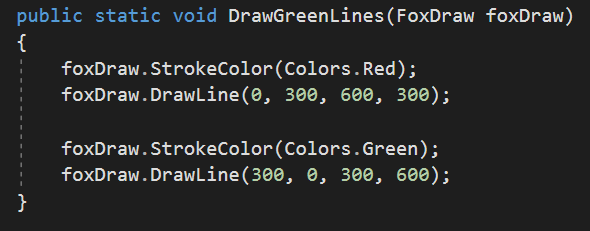 public static void DrawGreenLines(FoxDraw foxDraw)
{
    foxDraw.StrokeColor(Colors.Red);
    foxDraw.DrawLine(0, 300, 600, 300);

    foxDraw.StrokeColor(Colors.Green);
    foxDraw.DrawLine(300, 0, 300, 600);
}